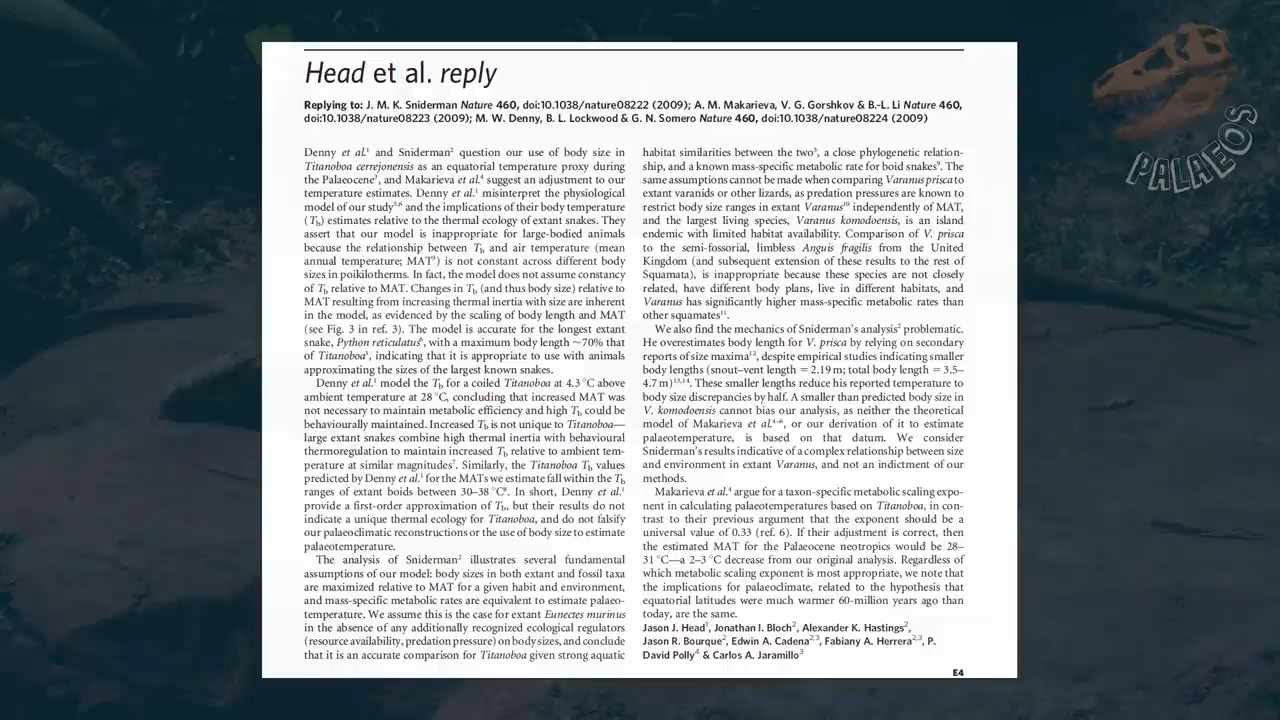 Head et al. reply
Replying to: J. M. K. Sniderman Nature 460, doi:10.1038/nature08222 (2009); A. M. Makarieva, V. G. Gorshkov & B.-L. Li Nature 460,
doi:10.1038/nature08223 (2009); M. W. Denny, B. L. Lockwood & G. N. Somero Nature 460, doi:10.1038/nature08224 (2009)
Denny et al.¹ and Sniderman² question our use of body size in
Titanoboa cerrejonensis as an equatorial temperature proxy during
the Palaeocene³, and Makarieva et al.⁴ suggest an adjustment to our
temperature estimates. Denny et al.¹ misinterpret the physiological
model of our study³,⁵,⁶ and the implications of their body temperature
(Tb) estimates relative to the thermal ecology of extant snakes. They
assert that our model is inappropriate for large-bodied animals
because the relationship between Tb and air temperature (mean
annual temperature; MAT⁶) is not constant across different body
sizes in poikilotherms. In fact, the model does not assume constancy
of Tb relative to MAT. Changes in Tb (and thus body size) relative to
MAT resulting from increasing thermal inertia with size are inherent
in the model, as evidenced by the scaling of body length and MAT
(see Fig. 3 in ref. 3). The model is accurate for the longest extant
snake, Python reticulatus⁶, with a maximum body length ~70% that
of Titanoboa³, indicating that it is appropriate to use with animals
approximating the sizes of the largest known snakes.
Denny et al.¹ model the Tb for a coiled Titanoboa at 4.3 °C above
ambient temperature at 28 °C, concluding that increased MAT was
not necessary to maintain metabolic efficiency and high Tb could be
behaviourally maintained. Increased Tb is not unique to Titanoboa—
large extant snakes combine high thermal inertia with behavioural
thermoregulation to maintain increased Tb relative to ambient tem-
perature at similar magnitudes⁷. Similarly, the Titanoboa Tb values
predicted by Denny et al.¹ for the MATs we estimate fall within the Tb
ranges of extant boids between 30–38 °C⁸. In short, Denny et al.¹
provide a first-order approximation of Tb, but their results do not
indicate a unique thermal ecology for Titanoboa, and do not falsify
our palaeoclimatic reconstructions or the use of body size to estimate
palaeotemperature.
The analysis of Sniderman² illustrates several fundamental
assumptions of our model: body sizes in both extant and fossil taxa
are maximized relative to MAT for a given habit and environment,
and mass-specific metabolic rates are equivalent to estimate palaeo-
temperature. We assume this is the case for extant Eunectes murinus
in the absence of any additionally recognized ecological regulators
(resource availability, predation pressure) on body sizes, and conclude
that it is an accurate comparison for Titanoboa given strong aquatic
habitat similarities between the two³, a close phylogenetic relation-
ship, and a known mass-specific metabolic rate for boid snakes⁹. The
same assumptions cannot be made when comparing Varanus prisca to
extant varanids or other lizards, as predation pressures are known to
restrict body size ranges in extant Varanus¹⁰ independently of MAT,
and the largest living species, Varanus komodoensis, is an island
endemic with limited habitat availability. Comparison of V. prisca
to the semi-fossorial, limbless Anguis fragilis from the United
Kingdom (and subsequent extension of these results to the rest of
Squamata), is inappropriate because these species are not closely
related, have different body plans, live in different habitats, and
Varanus has significantly higher mass-specific metabolic rates than
other squamates¹¹.
We also find the mechanics of Sniderman's analysis² problematic.
He overestimates body length for V. prisca by relying on secondary
reports of size maxima¹², despite empirical studies indicating smaller
body lengths (snout–vent length = 2.19 m; total body length = 3.5–
4.7 m)¹³,¹⁴. These smaller lengths reduce his reported temperature to
body size discrepancies by half. A smaller than predicted body size in
V. komodoensis cannot bias our analysis, as neither the theoretical
model of Makarieva et al.⁴⁻⁶, or our derivation of it to estimate
palaeotemperature, is based on that datum. We consider
Sniderman's results indicative of a complex relationship between size
and environment in extant Varanus, and not an indictment of our
methods.
Makarieva et al.⁴ argue for a taxon-specific metabolic scaling expo-
nent in calculating palaeotemperatures based on Titanoboa, in con-
trast to their previous argument that the exponent should be a
universal value of 0.33 (ref. 6). If their adjustment is correct, then
the estimated MAT for the Palaeocene neotropics would be 28–
31 °C—a 2–3 °C decrease from our original analysis. Regardless of
which metabolic scaling exponent is most appropriate, we note that
the implications for palaeoclimate, related to the hypothesis that
equatorial latitudes were much warmer 60-million years ago than
today, are the same.
Jason J. Head¹, Jonathan I. Bloch², Alexander K. Hastings²,
Jason R. Bourque², Edwin A. Cadena²,³, Fabiany A. Herrera²,³, P.
David Polly⁴ & Carlos A. Jaramillo³
E4
PALAEOS